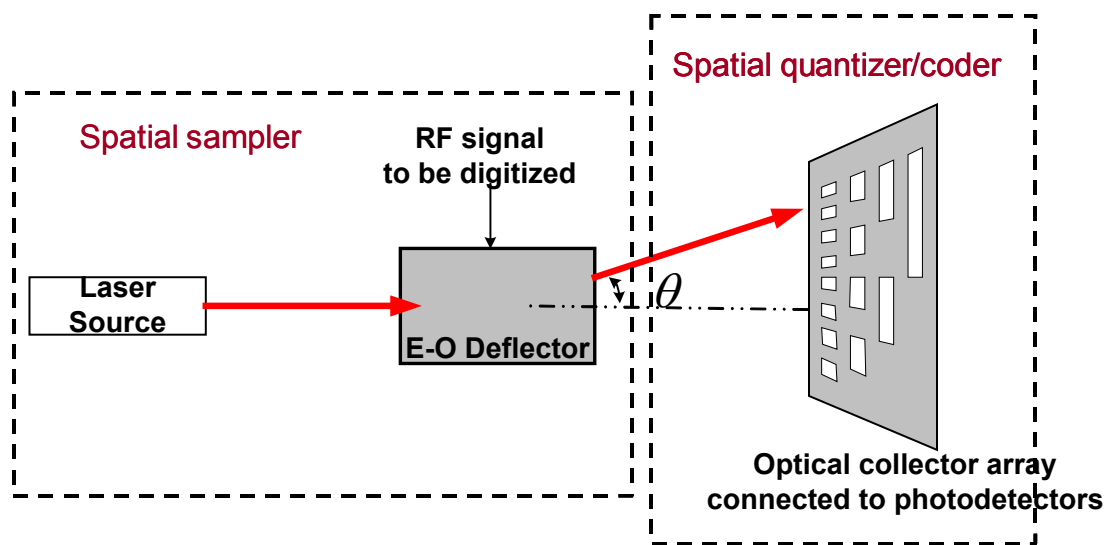 Spatial quantizer/coder
Spatial sampler
RF signal
to be digitized
Laser
Source
θ
E-O Deflector
Optical collector array
connected to photodetectors